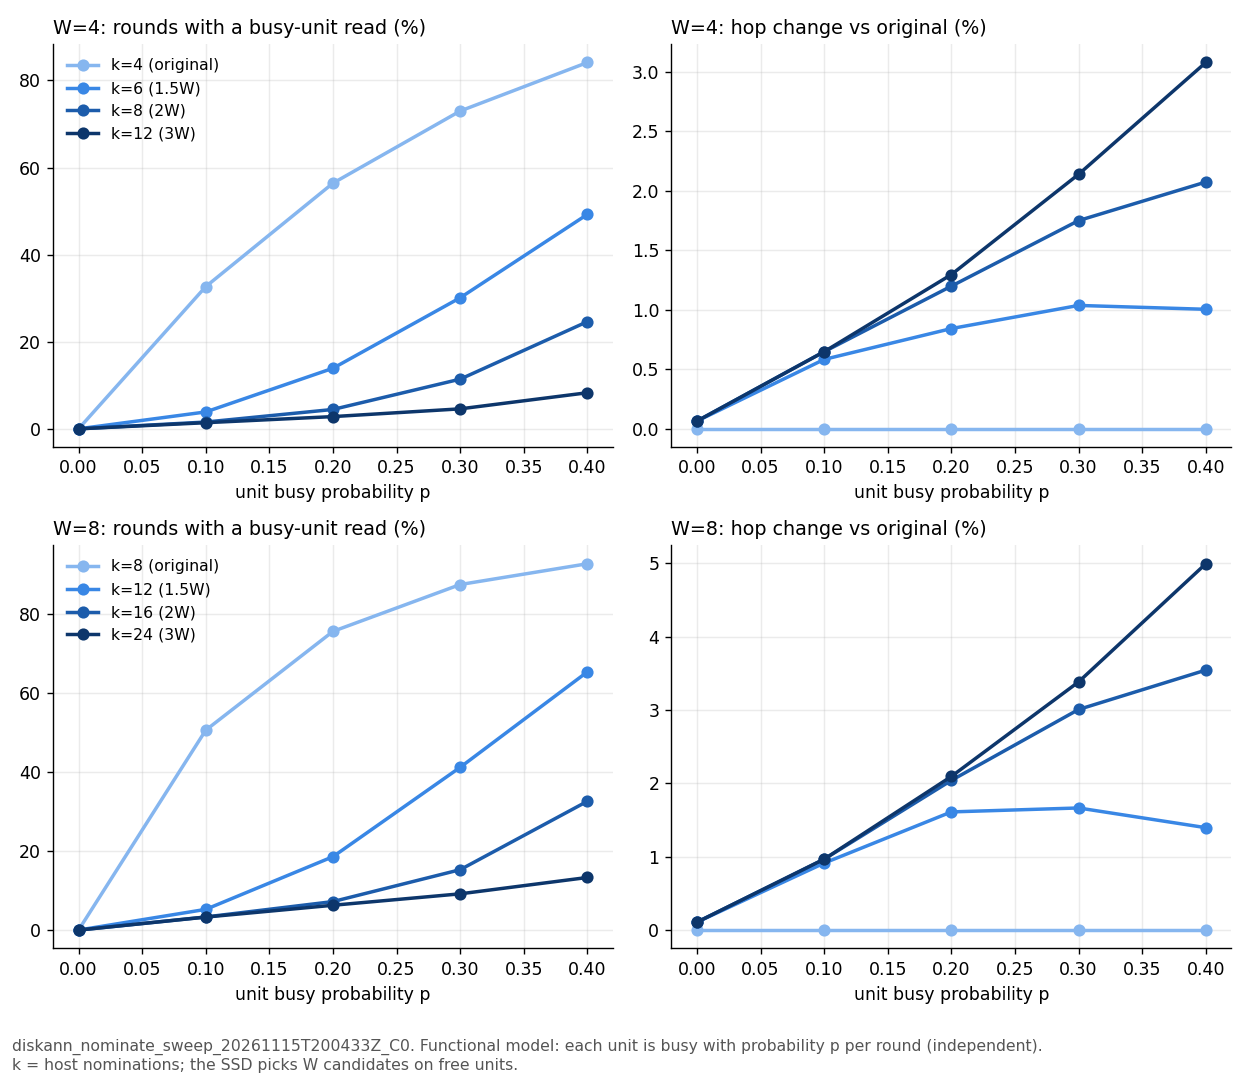 W=4: rounds with a busy-unit read (%)
k=4 (original)
k=6 (1.5W)
k=8 (2W)
k=12 (3W)
80
60
40
20
0
0.00 0.05 0.10 0.15 0.20 0.25 0.30 0.35 0.40
unit busy probability p
W=4: hop change vs original (%)
3.0
2.5
2.0
1.5
1.0
0.5
0.0
0.00 0.05 0.10 0.15 0.20 0.25 0.30 0.35 0.40
unit busy probability p
W=8: rounds with a busy-unit read (%)
k=8 (original)
k=12 (1.5W)
k=16 (2W)
k=24 (3W)
80
60
40
20
0
0.00 0.05 0.10 0.15 0.20 0.25 0.30 0.35 0.40
unit busy probability p
W=8: hop change vs original (%)
5
4
3
2
1
0
0.00 0.05 0.10 0.15 0.20 0.25 0.30 0.35 0.40
unit busy probability p
diskann_nominate_sweep_20261115T200433Z_C0. Functional model: each unit is busy with probability p per round (independent).
k = host nominations; the SSD picks W candidates on free units.